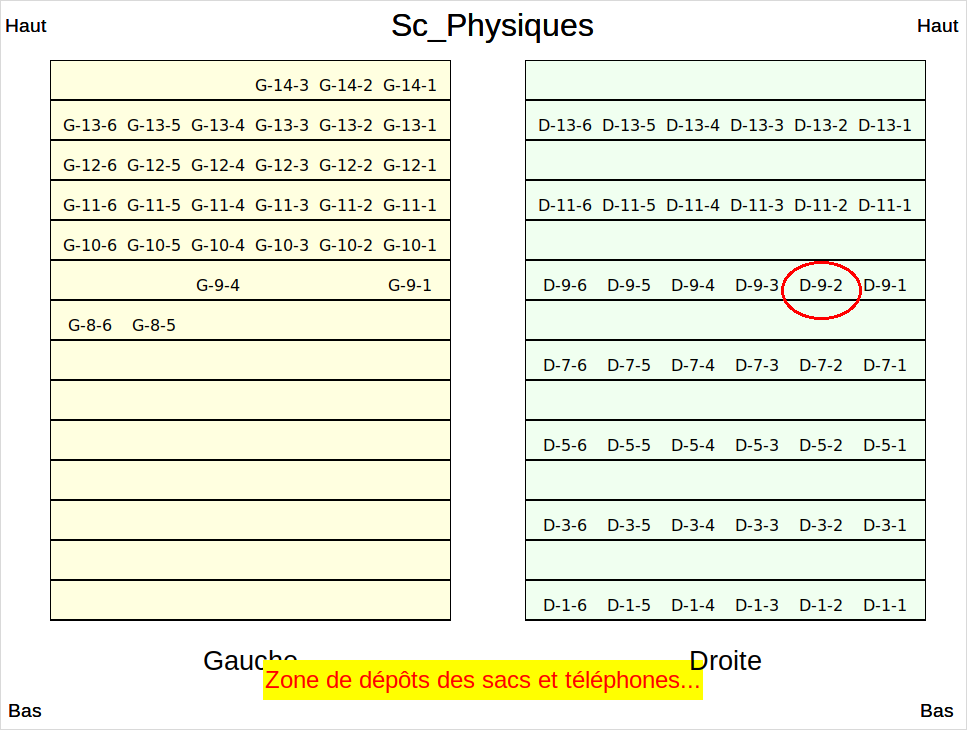 Haut Sc_Physiques Haut
G-14-3 G-14-2 G-14-1
G-13-6 G-13-5 G-13-4 G-13-3 G-13-2 G-13-1 D-13-6 D-13-5 D-13-4 D-13-3 D-13-2 D-13-1
G-12-6 G-12-5 G-12-4 G-12-3 G-12-2 G-12-1
G-11-6 G-11-5 G-11-4 G-11-3 G-11-2 G-11-1 D-11-6 D-11-5 D-11-4 D-11-3 D-11-2 D-11-1
G-10-6 G-10-5 G-10-4 G-10-3 G-10-2 G-10-1
G-9-4 G-9-1 D-9-6 D-9-5 D-9-4 D-9-3 D-9-2 D-9-1
G-8-6 G-8-5
D-7-6 D-7-5 D-7-4 D-7-3 D-7-2 D-7-1
D-5-6 D-5-5 D-5-4 D-5-3 D-5-2 D-5-1
D-3-6 D-3-5 D-3-4 D-3-3 D-3-2 D-3-1
D-1-6 D-1-5 D-1-4 D-1-3 D-1-2 D-1-1
Gauche Droite
Zone de dépôts des sacs et téléphones...
Bas Bas